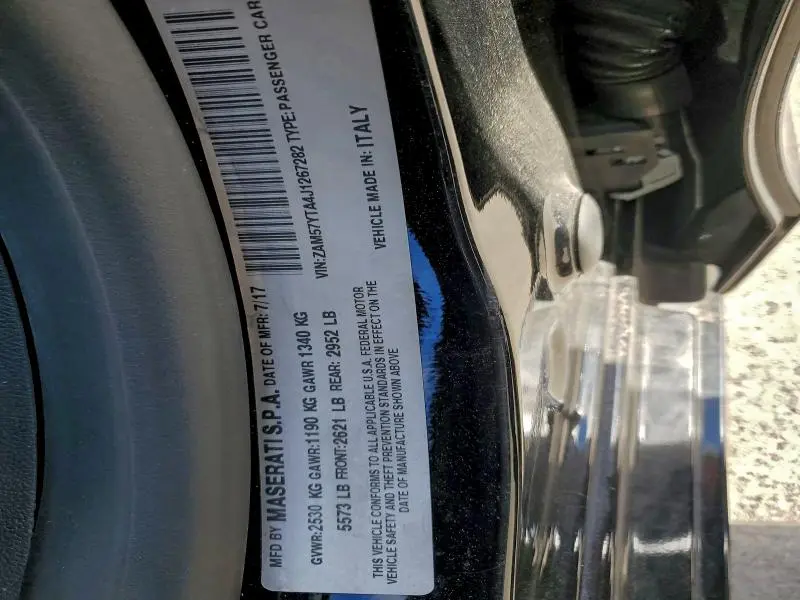 MFD BY MASERATI S.P.A. DATE OF MFR: 7/17
GVWR:2530 KG GAWR:1190 KG GAWR 1340 KG
5573 LB FRONT:2621 LB REAR: 2952 LB
THIS VEHICLE CONFORMS TO ALL APPLICABLE U.S.A. FEDERAL MOTOR
VEHICLE SAFETY AND THEFT PREVENTION STANDARDS IN EFFECT ON THE
DATE OF MANUFACTURE SHOWN ABOVE
VIN:ZAM57YTA4J1267282 TYPE:PASSENGER CAR
VEHICLE MADE IN: ITALY